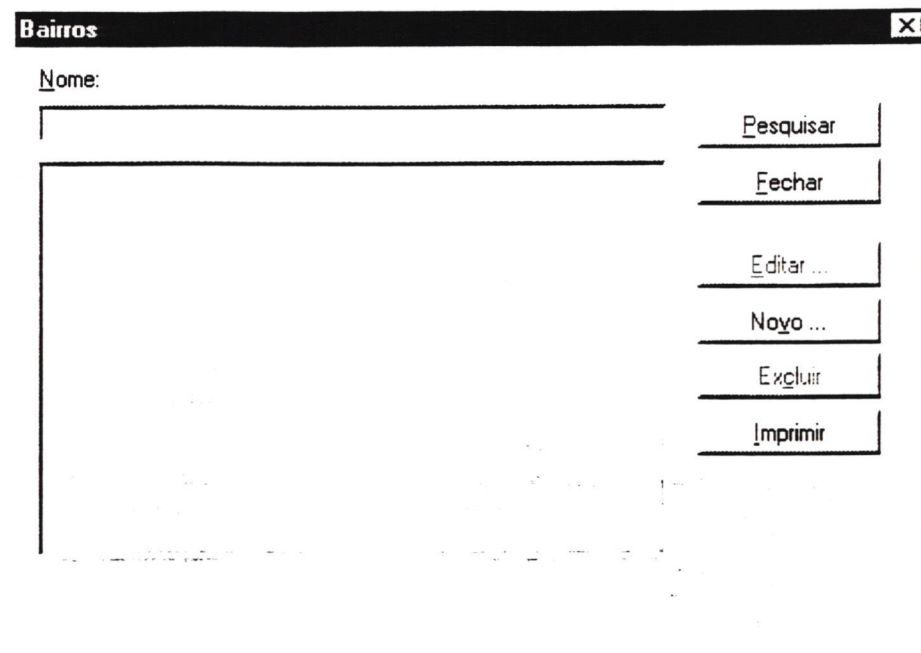 Bairros
Nome:
Pesquisar
Fechar
Editar ...
Novo ...
Excluir
Imprimir